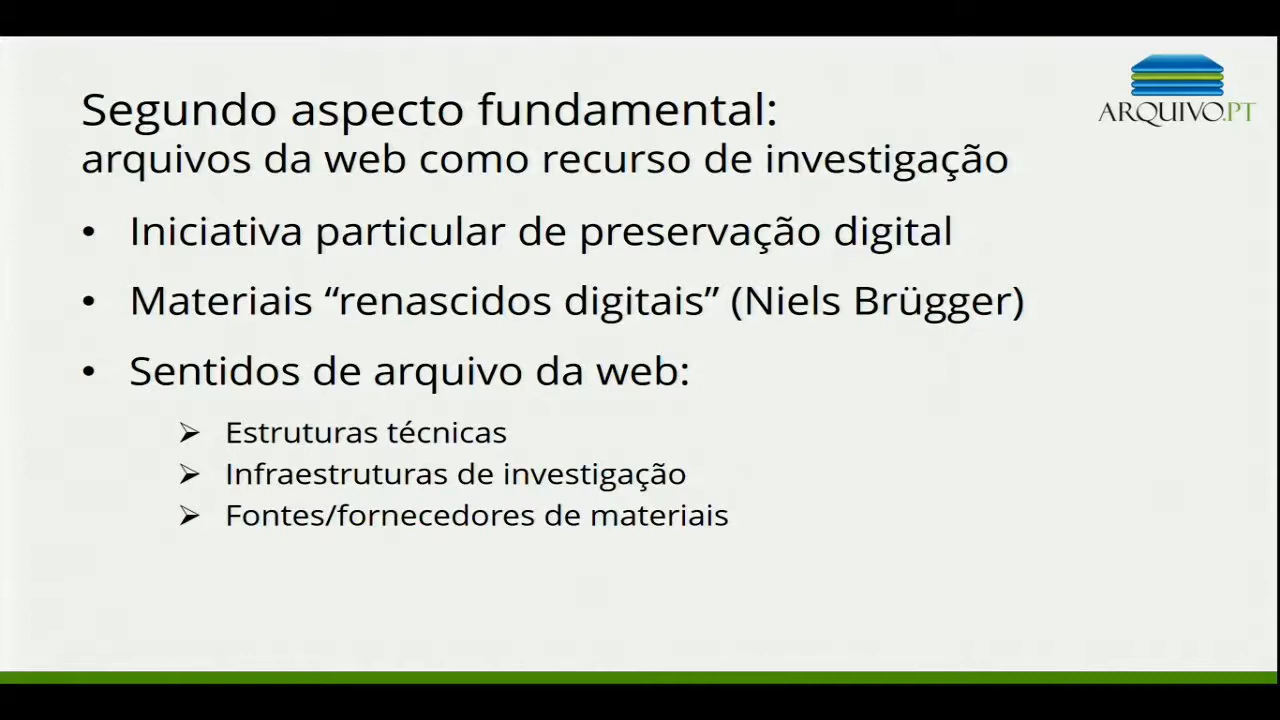 ARQUIVO.PT
Segundo aspecto fundamental:
arquivos da web como recurso de investigação
• Iniciativa particular de preservação digital
• Materiais “renascidos digitais” (Niels Brügger)
• Sentidos de arquivo da web:
➢ Estruturas técnicas
➢ Infraestruturas de investigação
➢ Fontes/fornecedores de materiais